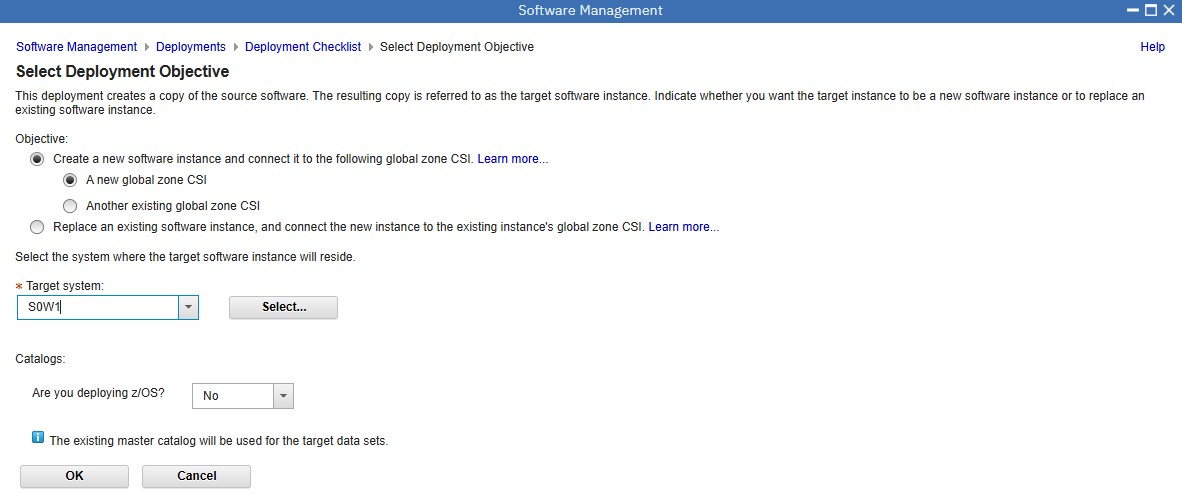 Software Management
Software Management Deployments Deployment Checklist Select Deployment Objective Help
Select Deployment Objective
This deployment creates a copy of the source software. The resulting copy is referred to as the target software instance. Indicate whether you want the target instance to be a new software instance or to replace an
existing software instance.
Objective:
Create a new software instance and connect it to the following global zone CSI. Learn more...
A new global zone CSI
Another existing global zone CSI
Replace an existing software instance, and connect the new instance to the existing instance's global zone CSI. Learn more...
Select the system where the target software instance will reside.
* Target system:
S0W1 Select...
Catalogs:
Are you deploying z/OS? No
The existing master catalog will be used for the target data sets.
OK Cancel